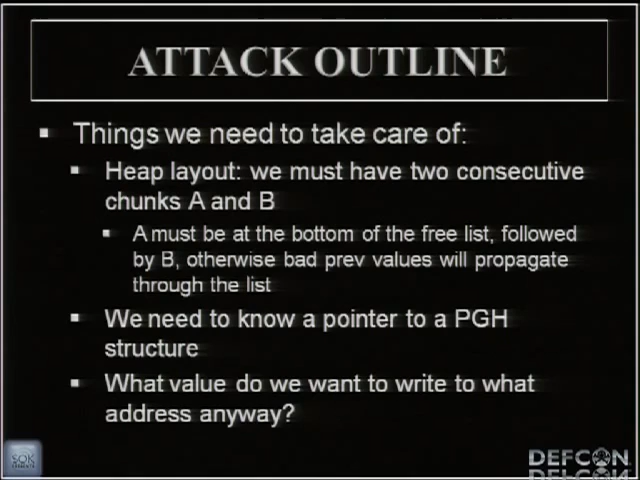 ATTACK OUTLINE
Things we need to take care of:
Heap layout: we must have two consecutive
chunks A and B
A must be at the bottom of the free list, followed
by B, otherwise bad prev values will propagate
through the list
We need to know a pointer to a PGH
structure
What value do we want to write to what
address anyway?
SOK
DEFCON